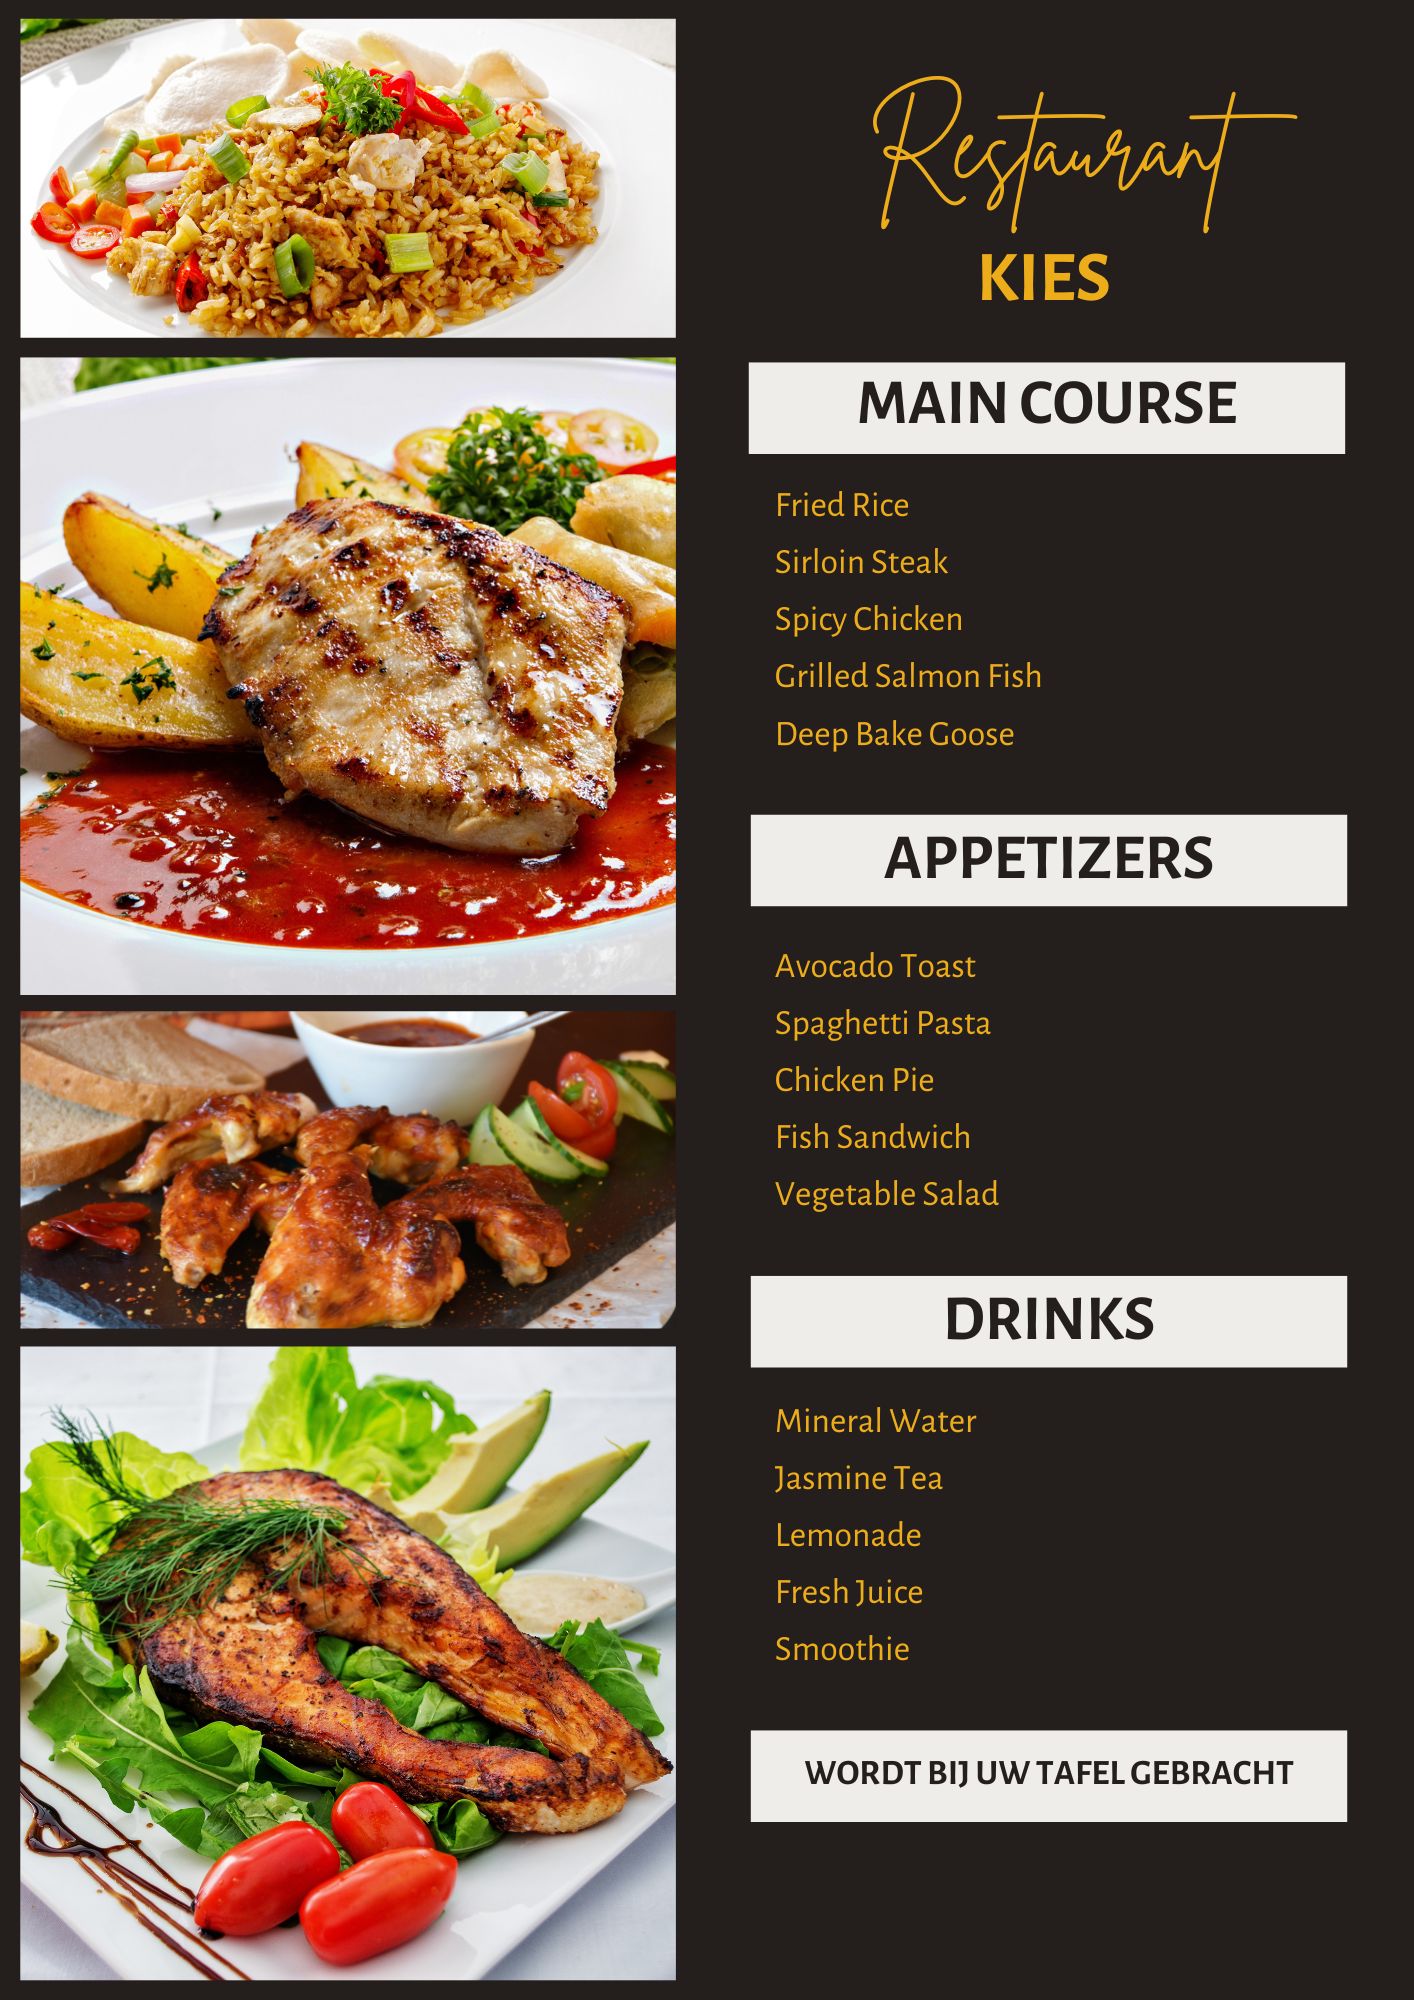 Restaurant
KIES
MAIN COURSE
Fried Rice
Sirloin Steak
Spicy Chicken
Grilled Salmon Fish
Deep Bake Goose
APPETIZERS
Avocado Toast
Spaghetti Pasta
Chicken Pie
Fish Sandwich
Vegetable Salad
DRINKS
Mineral Water
Jasmine Tea
Lemonade
Fresh Juice
Smoothie
WORDT BIJ UW TAFEL GEBRACHT